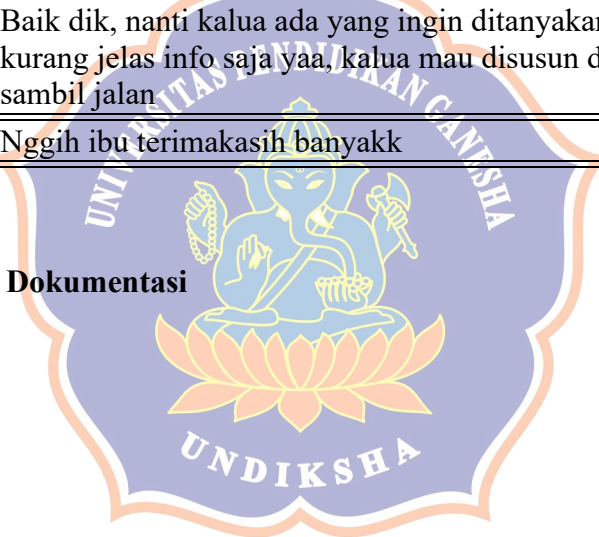 Baik dik, nanti kalua ada yang ingin ditanyakan
kurang jelas info saja yaa, kalua mau disusun d
sambil jalan
Nggih ibu terimakasih banyakk
Dokumentasi
UNIVERSITAS PENDIDIKAN GANESHA
UNDIKSHA